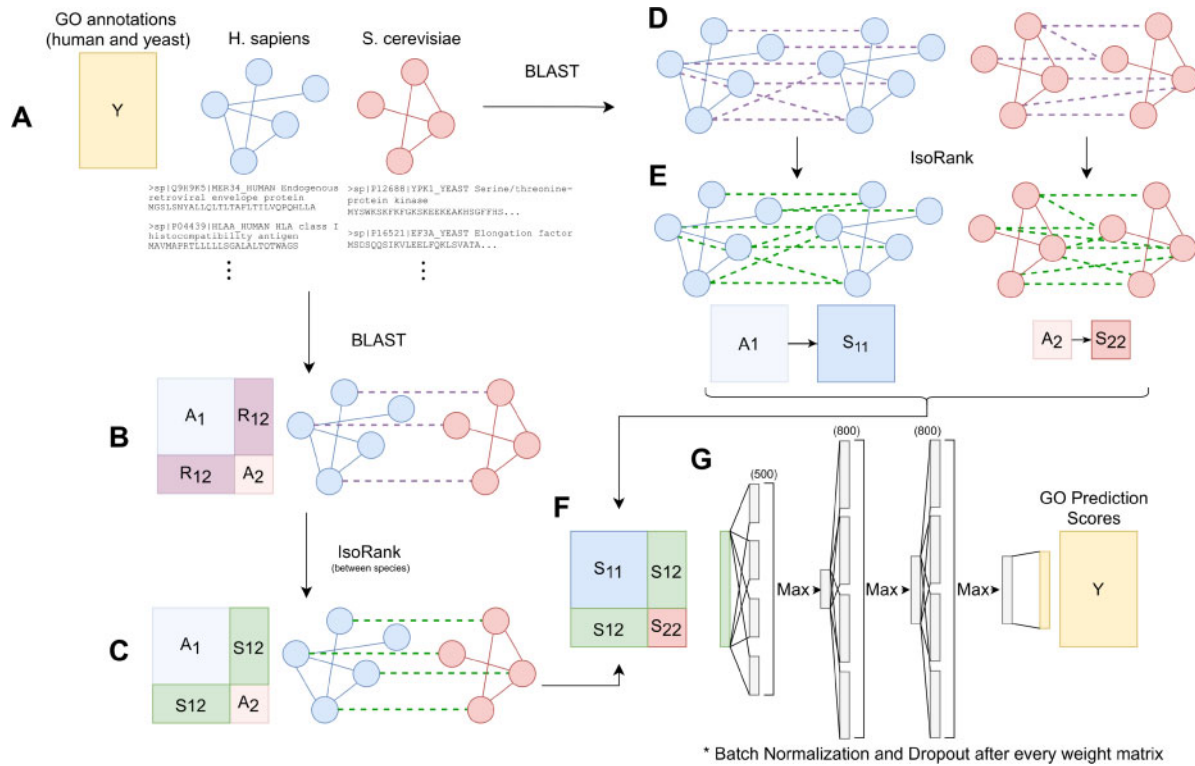 GO annotations
(human and yeast)
Y
H. sapiens
S. cerevisiae
A
BLAST
>sp|Q9H9K5|MER34_HUMAN Endogenous
retroviral envelope protein
MGSLSNYALLQLTLTAFLTILVQPQHLLA
>sp|P04439|HLAA_HUMAN HLA class I
histocompatibility antigen
MAVMAPRTLLLLLSGALALTQTWAGS
>sp|P12688|YPK1_YEAST Serine/threonine-
protein kinase
MYSWKSKFKFGKSKEEKEAKHSGFFHS...
>sp|P16521|EF3A_YEAST Elongation factor
MSDSQQSIKVLEELFQKLSVATA...
BLAST
B
A1
R12
R12
A2
IsoRank
(between species)
C
A1
S12
S12
A2
D
IsoRank
E
A1
S11
A2
S22
F
S11
S12
S12
S22
G
(500)
Max
(800)
Max
(800)
Max
GO Prediction
Scores
Y
* Batch Normalization and Dropout after every weight matrix